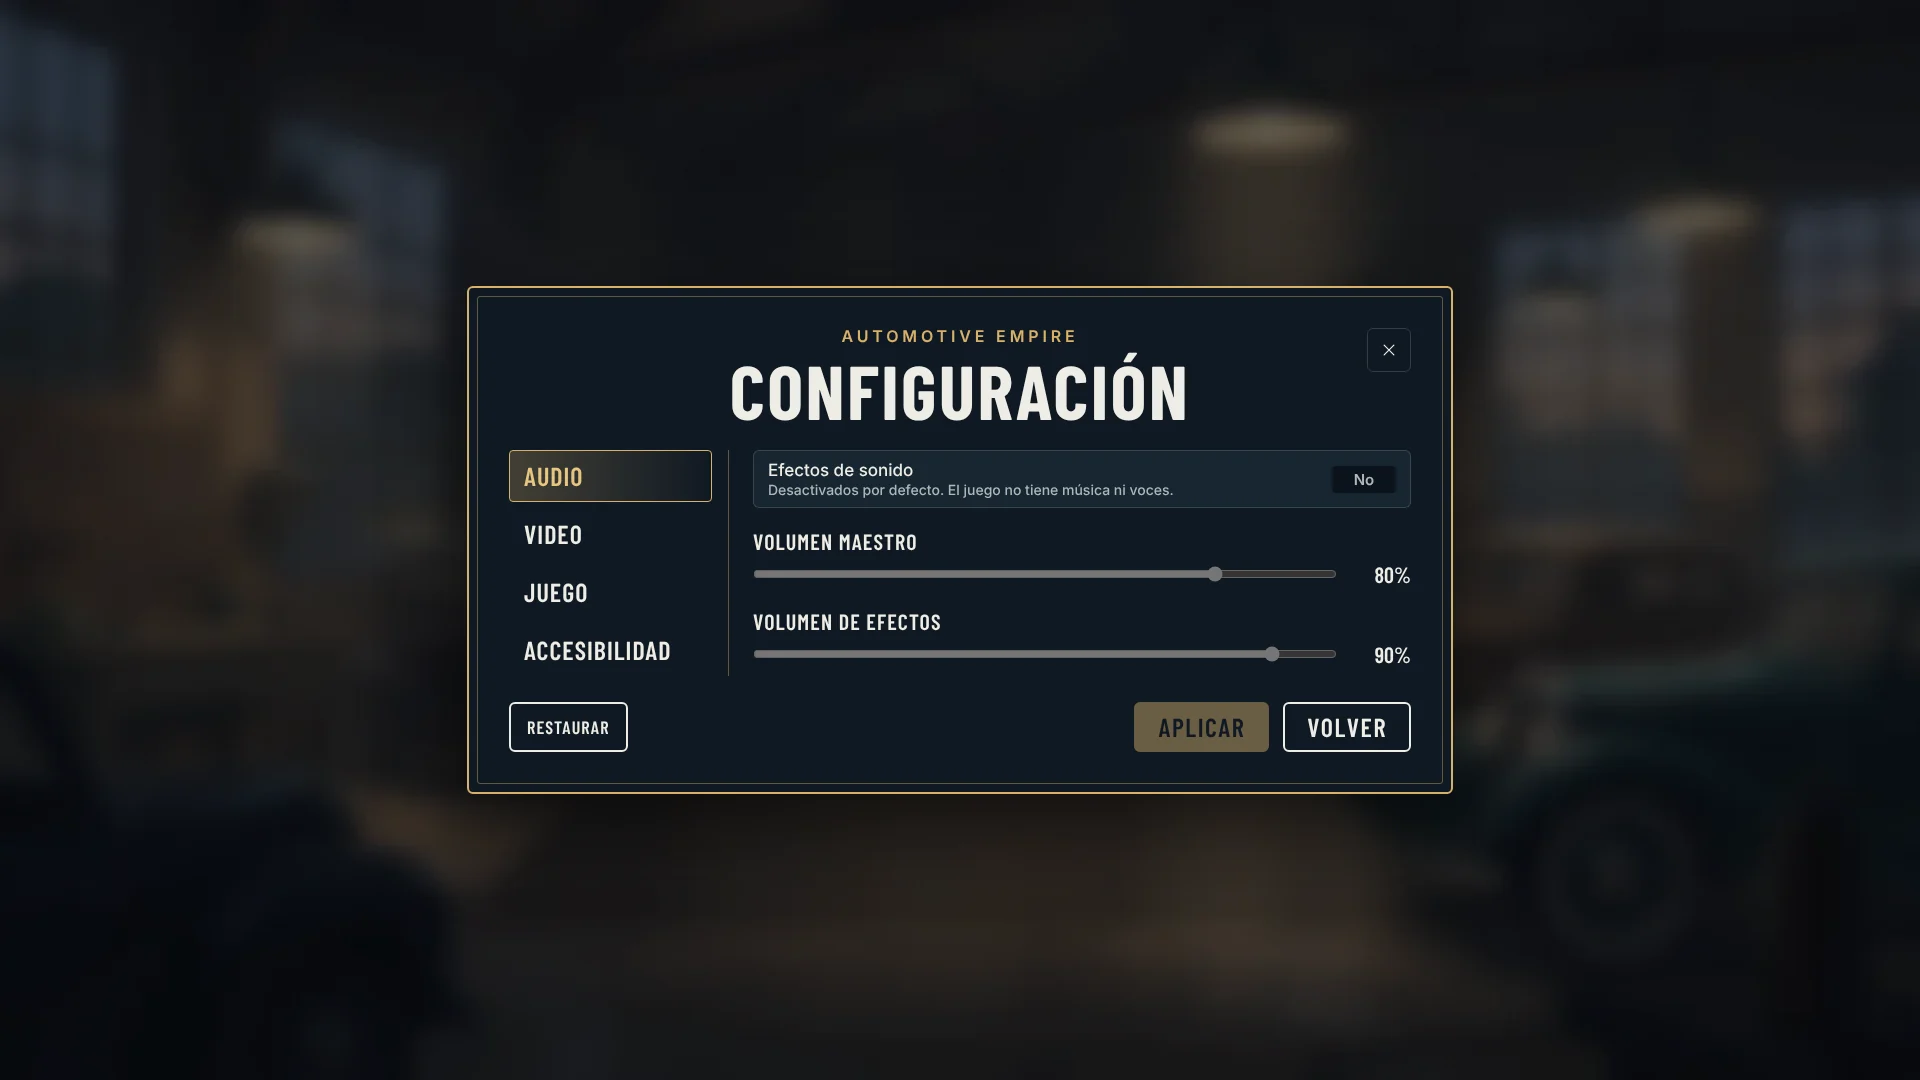 AUTOMOTIVE EMPIRE
CONFIGURACIÓN
AUDIO
VIDEO
JUEGO
ACCESIBILIDAD
Efectos de sonido
Desactivados por defecto. El juego no tiene música ni voces.
No
VOLUMEN MAESTRO
80%
VOLUMEN DE EFECTOS
90%
RESTAURAR
APLICAR
VOLVER